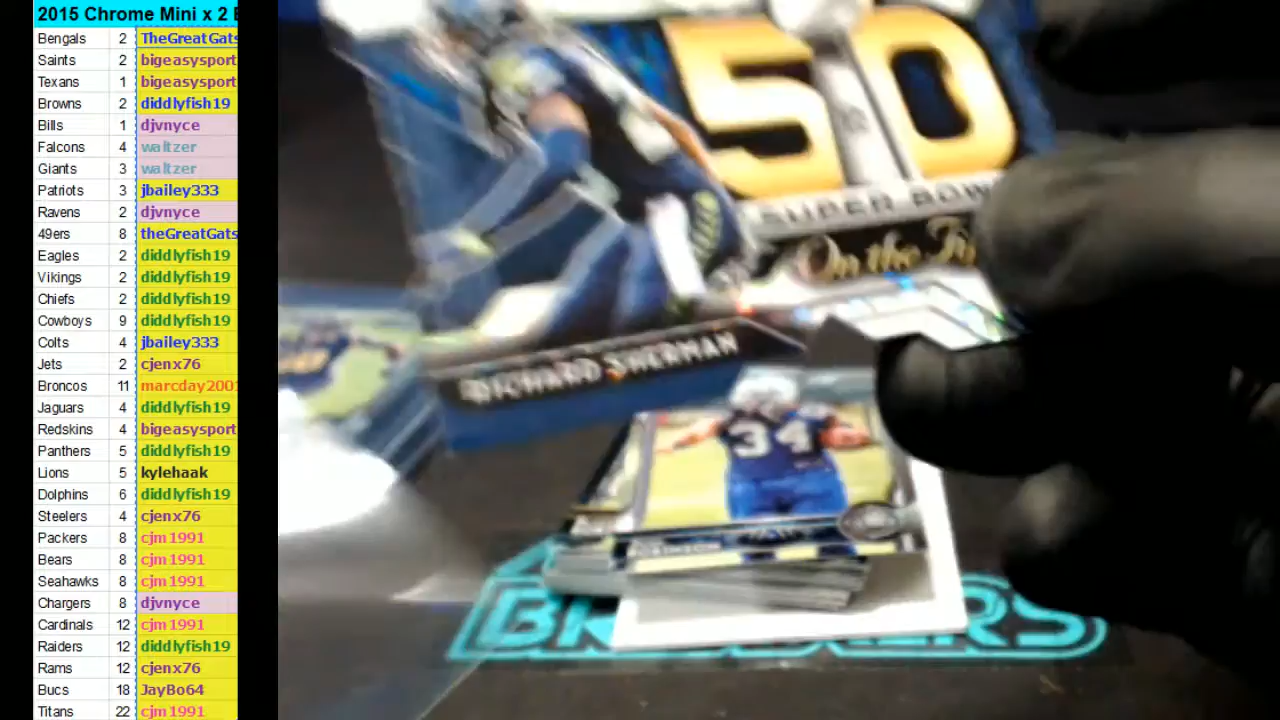 2015 Chrome Mini x 2
Bengals 2 TheGreatGats
Saints 2 bigeasysport
Texans 1 bigeasysport
Browns 2 diddlyfish19
Bills 1 djvnyce
Falcons 4 waltzer
Giants 3 waltzer
Patriots 3 jbailey333
Ravens 2 djvnyce
49ers 8 theGreatGats
Eagles 2 diddlyfish19
Vikings 2 diddlyfish19
Chiefs 2 diddlyfish19
Cowboys 9 diddlyfish19
Colts 4 jbailey333
Jets 2 cjenx76
Broncos 11 marcday2001
Jaguars 4 diddlyfish19
Redskins 4 bigeasysport
Panthers 5 diddlyfish19
Lions 5 kylehaak
Dolphins 6 diddlyfish19
Steelers 4 cjenx76
Packers 8 cjm1991
Bears 8 cjm1991
Seahawks 8 cjm1991
Chargers 8 djvnyce
Cardinals 12 cjm1991
Raiders 12 diddlyfish19
Rams 12 cjenx76
Bucs 18 JayBo64
Titans 22 cjm1991
50
SUPER BOW
On the
RICHARD SHERMAN
34